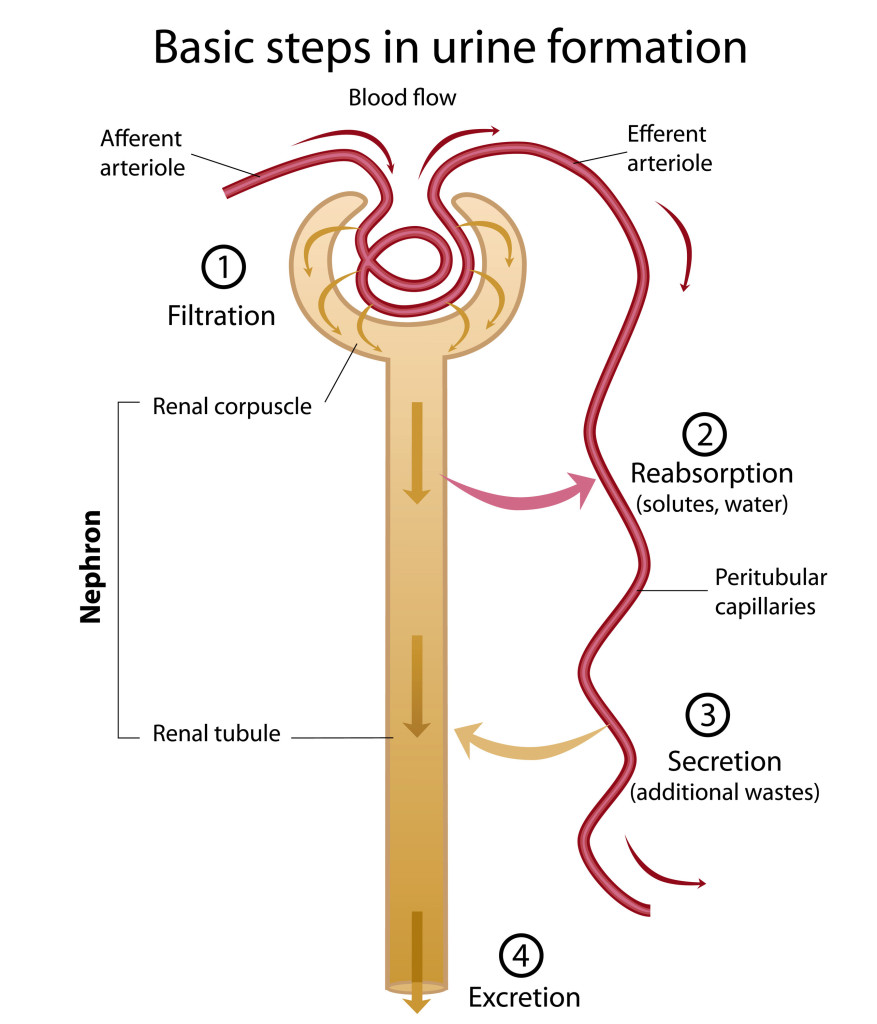 Basic steps in urine formation
Blood flow
Afferent
arteriole
Efferent
arteriole
1
Filtration
Renal corpuscle
2
Reabsorption
(solutes, water)
Nephron
Peritubular
capillaries
Renal tubule
3
Secretion
(additional wastes)
4
Excretion